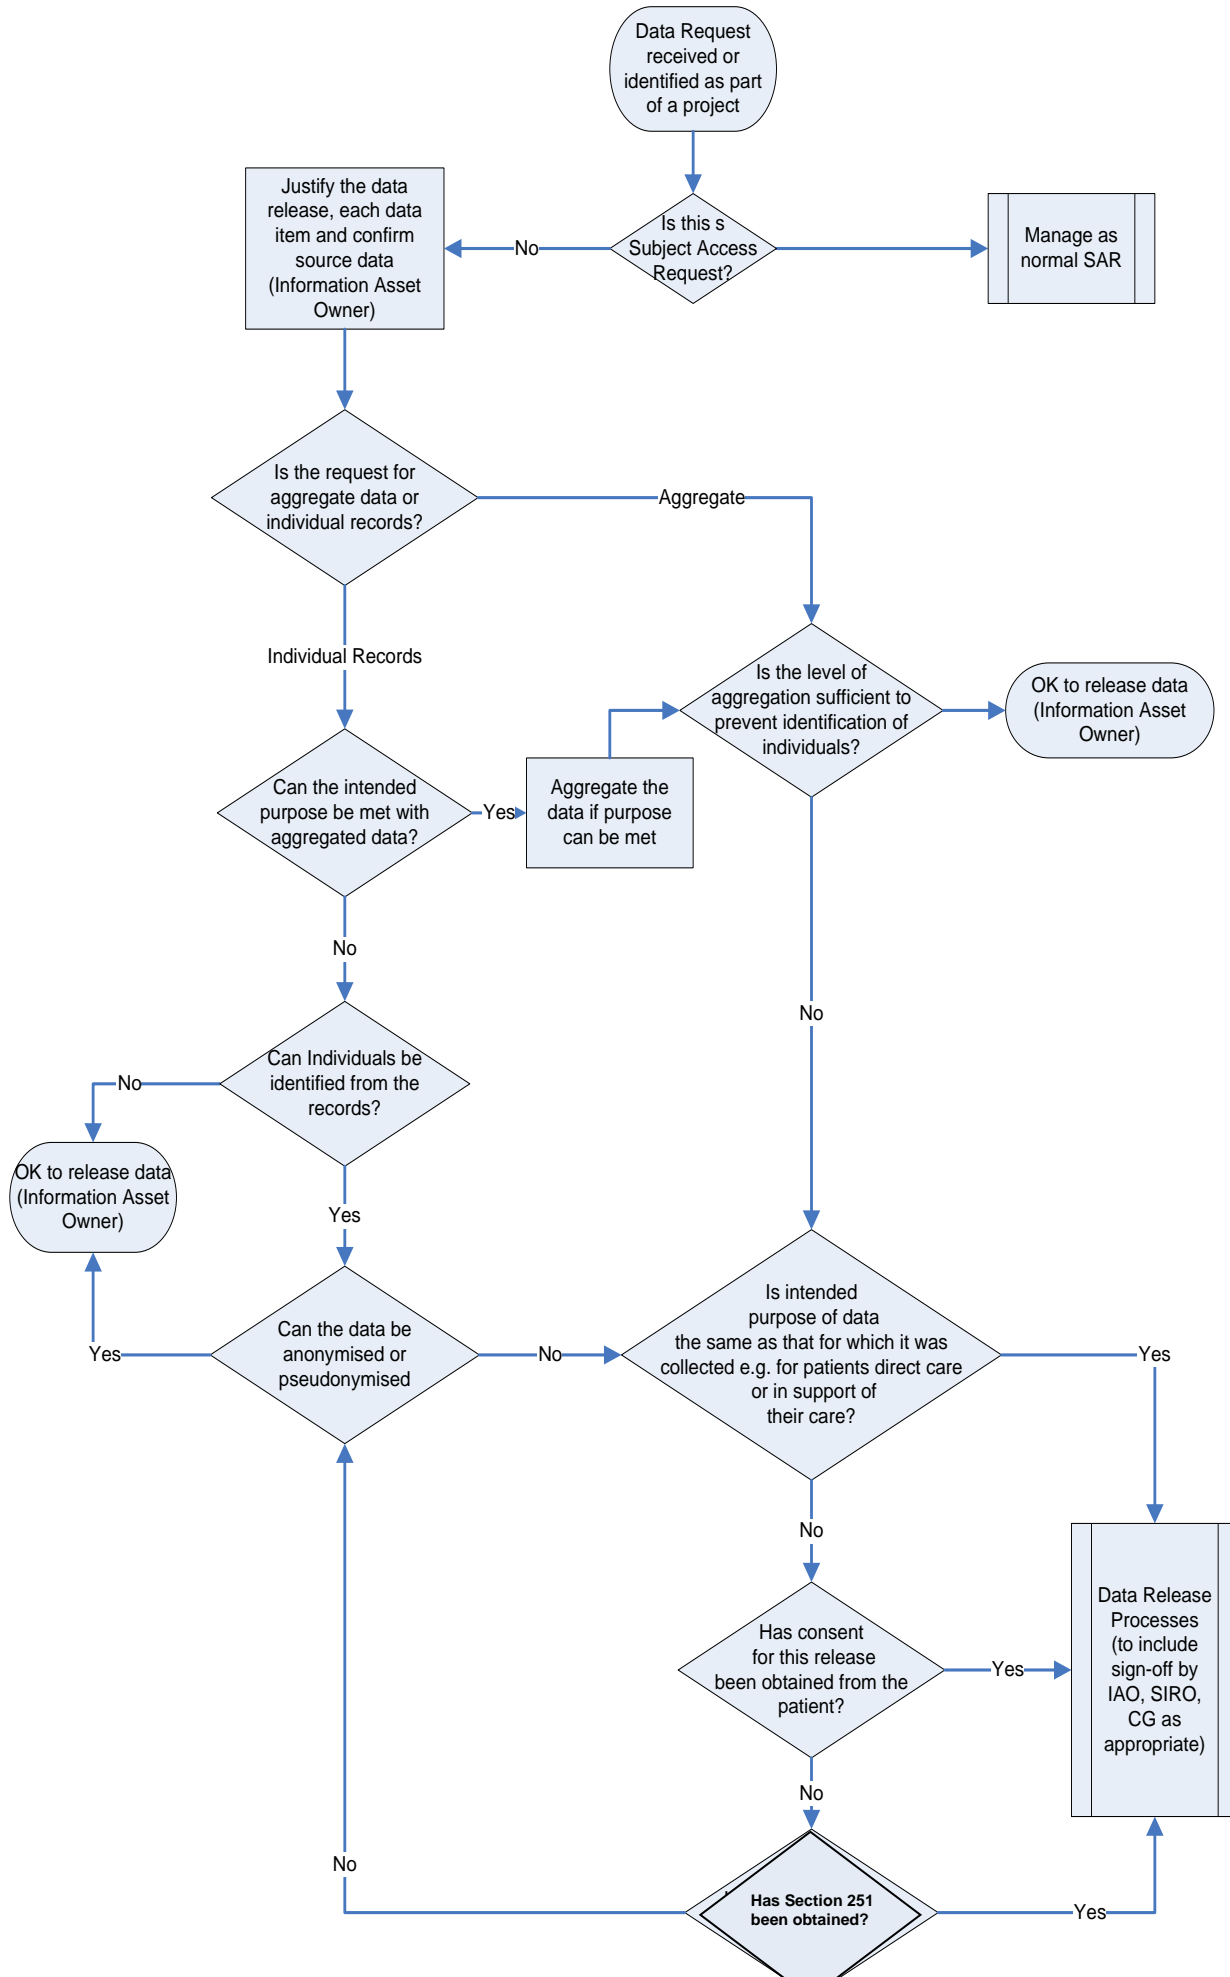 Data Request
received or
identified as part
of a project
Justify the data
release, each data
item and confirm
source data
(Information Asset
Owner)
No
Is this s
Subject Access
Request?
Manage as
normal SAR
Is the request for
aggregate data or
individual records?
Aggregate
Individual Records
Is the level of
aggregation sufficient to
prevent identification of
individuals?
OK to release data
(Information Asset
Owner)
Can the intended
purpose be met with
aggregated data?
Yes
Aggregate the
data if purpose
can be met
No
No
Can Individuals be
identified from the
records?
No
OK to release data
(Information Asset
Owner)
Yes
Can the data be
anonymised or
pseudonymised
Yes
No
Is intended
purpose of data
the same as that for which it was
collected e.g. for patients direct care
or in support of
their care?
Yes
No
Has consent
for this release
been obtained from the
patient?
Yes
Data Release
Processes
(to include
sign-off by
IAO, SIRO,
CG as
appropriate)
No
No
Has Section 251
been obtained?
Yes